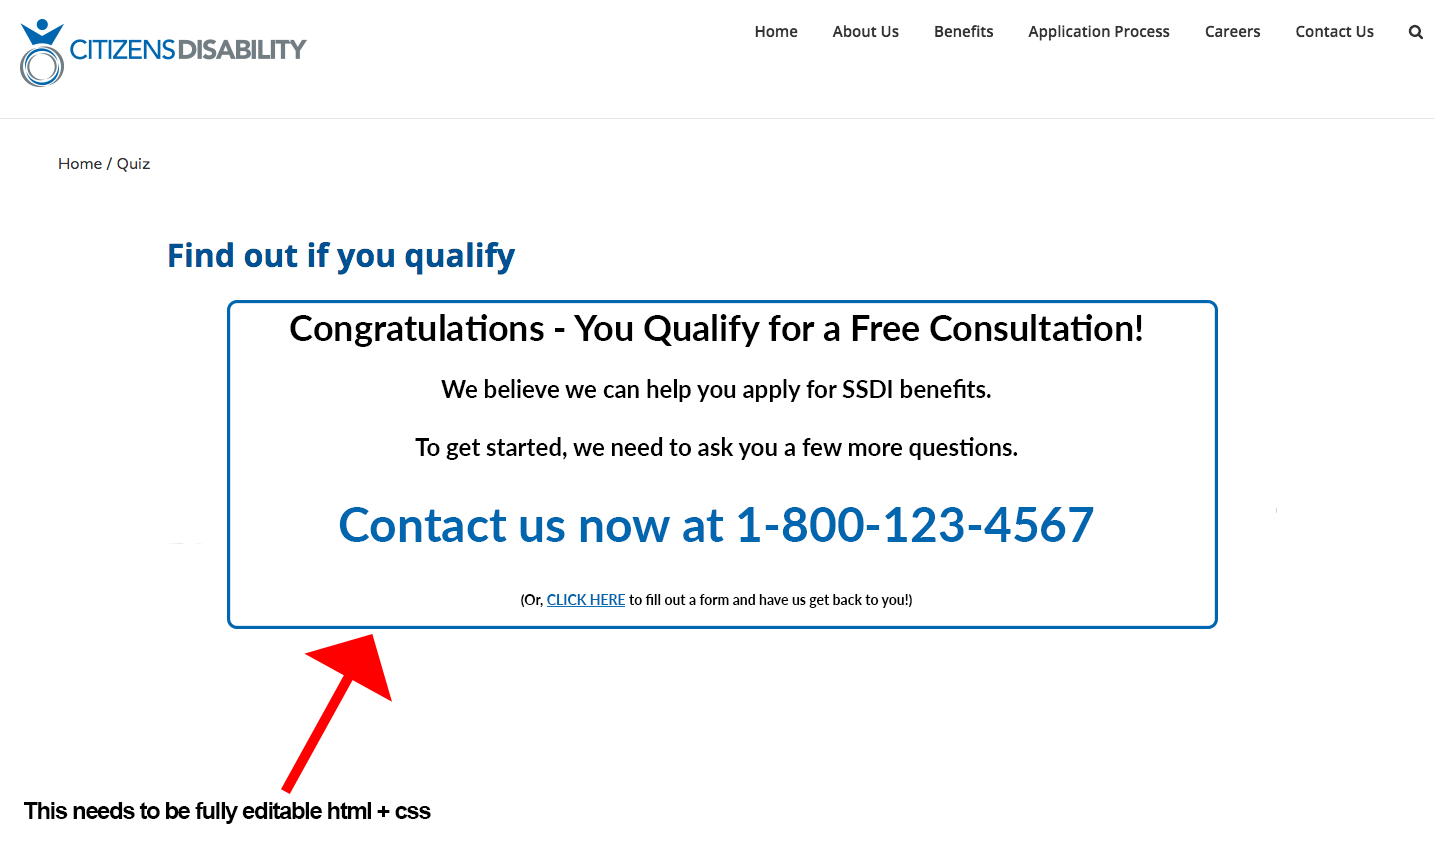 CITIZENS DISABILITY
Home About Us Benefits Application Process Careers Contact Us
Home / Quiz
Find out if you qualify
Congratulations - You Qualify for a Free Consultation!
We believe we can help you apply for SSDI benefits.
To get started, we need to ask you a few more questions.
Contact us now at 1-800-123-4567
(Or, CLICK HERE to fill out a form and have us get back to you!)
This needs to be fully editable html + css